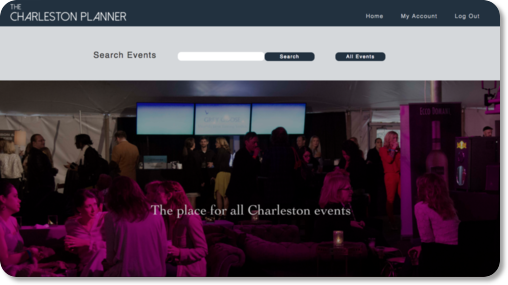 THE
CHARLESTON PLANNER
Home
My Account
Log Out
Search Events
Search
All Events
The place for all Charleston events